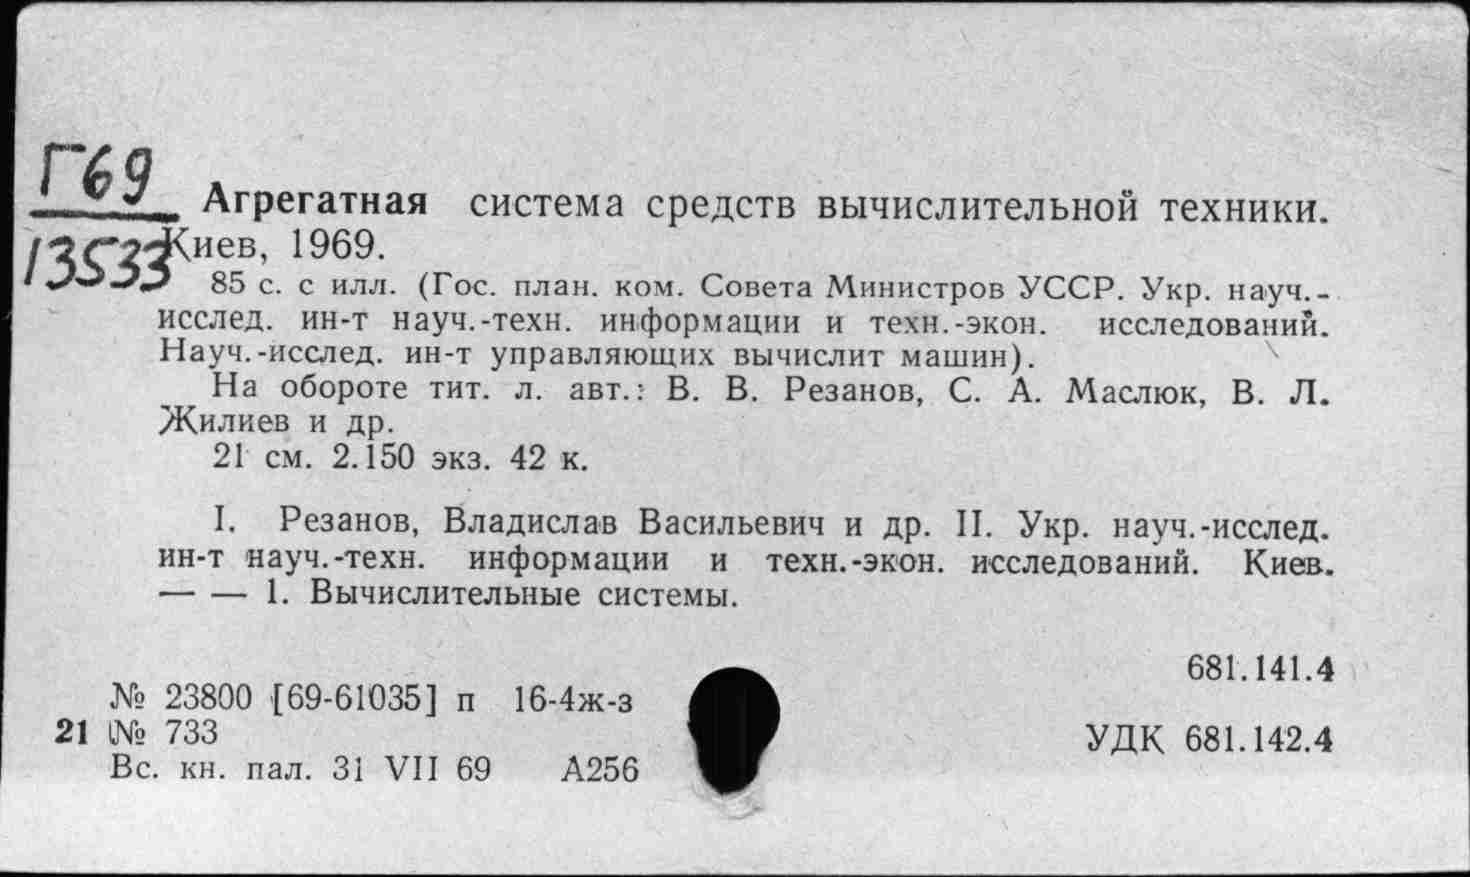 Г69
13533
Агрегатная система средств вычислительной техники.
Киев, 1969.
85 с. с илл. (Гос. план. ком. Совета Министров УССР. Укр. науч.-
исслед. ин-т науч.-техн. информации и техн.-экон. исследований.
Науч.-исслед. ин-т управляющих вычислит машин).
На обороте тит. л. авт.: В. В. Резанов, С. А. Маслюк, В. Л.
Жилиев и др.
21 см. 2.150 экз. 42 к.
I. Резанов, Владислав Васильевич и др. II. Укр. науч.-исслед.
ин-т науч.-техн. информации и техн.-экон. исследований. Киев.
— — 1. Вычислительные системы.
681.141.4
№ 23800 [69-61035] п 16-4ж-з
21 № 733
УДК 681.142.4
Вс. кн. пал. 31 VII 69 А256